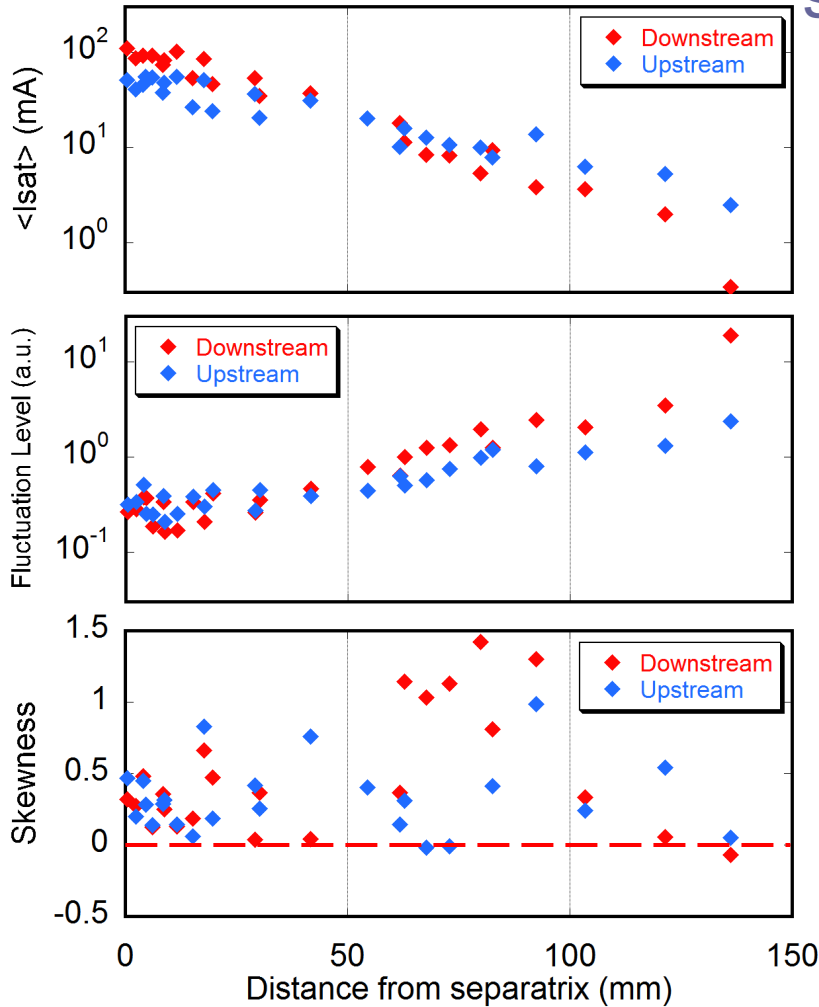 S
10²
10¹
10⁰
<Isat> (mA)
Downstream
Upstream
10¹
10⁰
10⁻¹
Fluctuation Level (a.u.)
Downstream
Upstream
1.5
1
0.5
0
-0.5
Skewness
Downstream
Upstream
0 50 100 150
Distance from separatrix (mm)